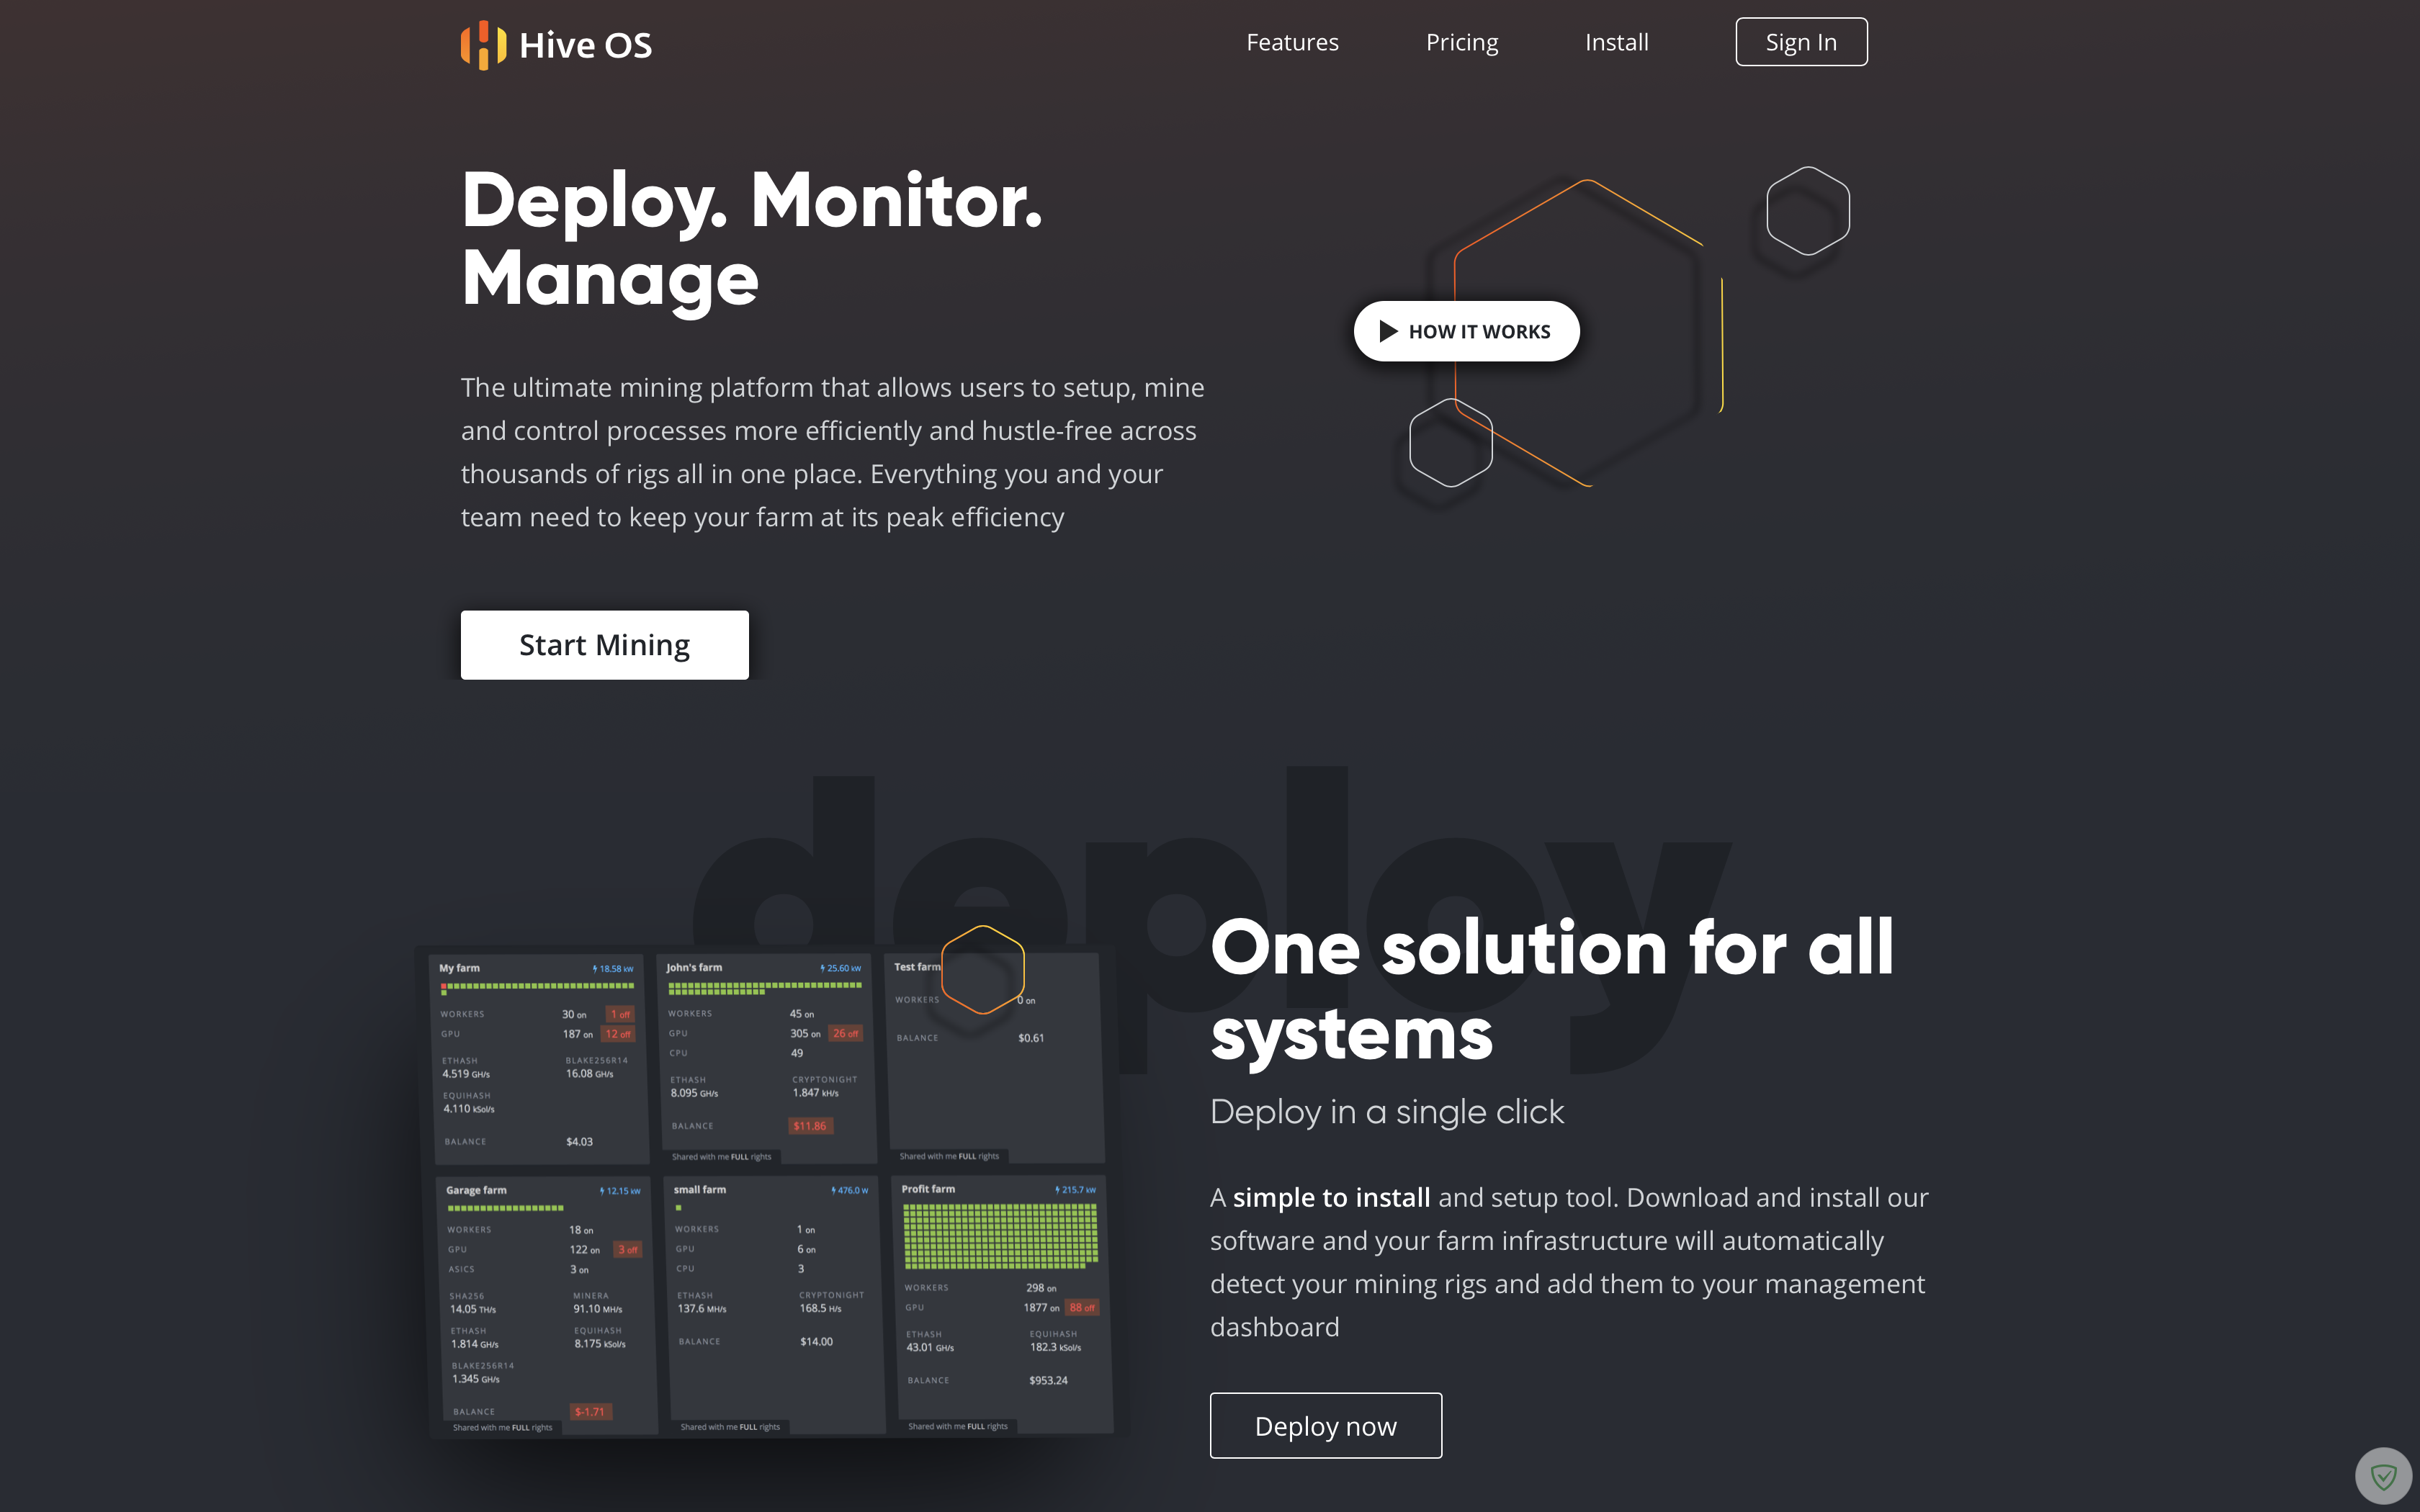 Hive OS
Features
Pricing
Install
Sign In
Deploy. Monitor.
Manage
The ultimate mining platform that allows users to setup, mine
and control processes more efficiently and hustle-free across
thousands of rigs all in one place. Everything you and your
team need to keep your farm at its peak efficiency
HOW IT WORKS
Start Mining
deploy
My farm 18.58 kW
WORKERS 30 on 1 off
GPU 187 on 12 off
ETHASH BLAKE256R14
4.519 GH/s 16.08 GH/s
EQUIHASH
4.110 kSol/s
BALANCE $4.03
John's farm 25.60 kW
WORKERS 45 on
GPU 305 on 26 off
CPU 49
ETHASH CRYPTONIGHT
8.095 GH/s 1.847 kH/s
BALANCE $11.86
Shared with me FULL rights
Test farm
WORKERS 0 on
BALANCE $0.61
Shared with me FULL rights
Garage farm 12.15 kW
WORKERS 18 on
GPU 122 on 3 off
ASICS 3 on
SHA256 MINERA
14.05 TH/s 91.10 MH/s
ETHASH EQUIHASH
1.814 GH/s 8.175 kSol/s
BLAKE256R14
1.345 GH/s
BALANCE $-1.71
Shared with me FULL rights
small farm 476.0 W
WORKERS 1 on
GPU 6 on
CPU 3
ETHASH CRYPTONIGHT
137.6 MH/s 168.5 H/s
BALANCE $14.00
Shared with me FULL rights
Profit farm 215.7 kW
WORKERS 298 on
GPU 1877 on 88 off
ETHASH EQUIHASH
43.01 GH/s 182.3 kSol/s
BALANCE $953.24
Shared with me FULL rights
One solution for all
systems
Deploy in a single click
A simple to install and setup tool. Download and install our
software and your farm infrastructure will automatically
detect your mining rigs and add them to your management
dashboard
Deploy now